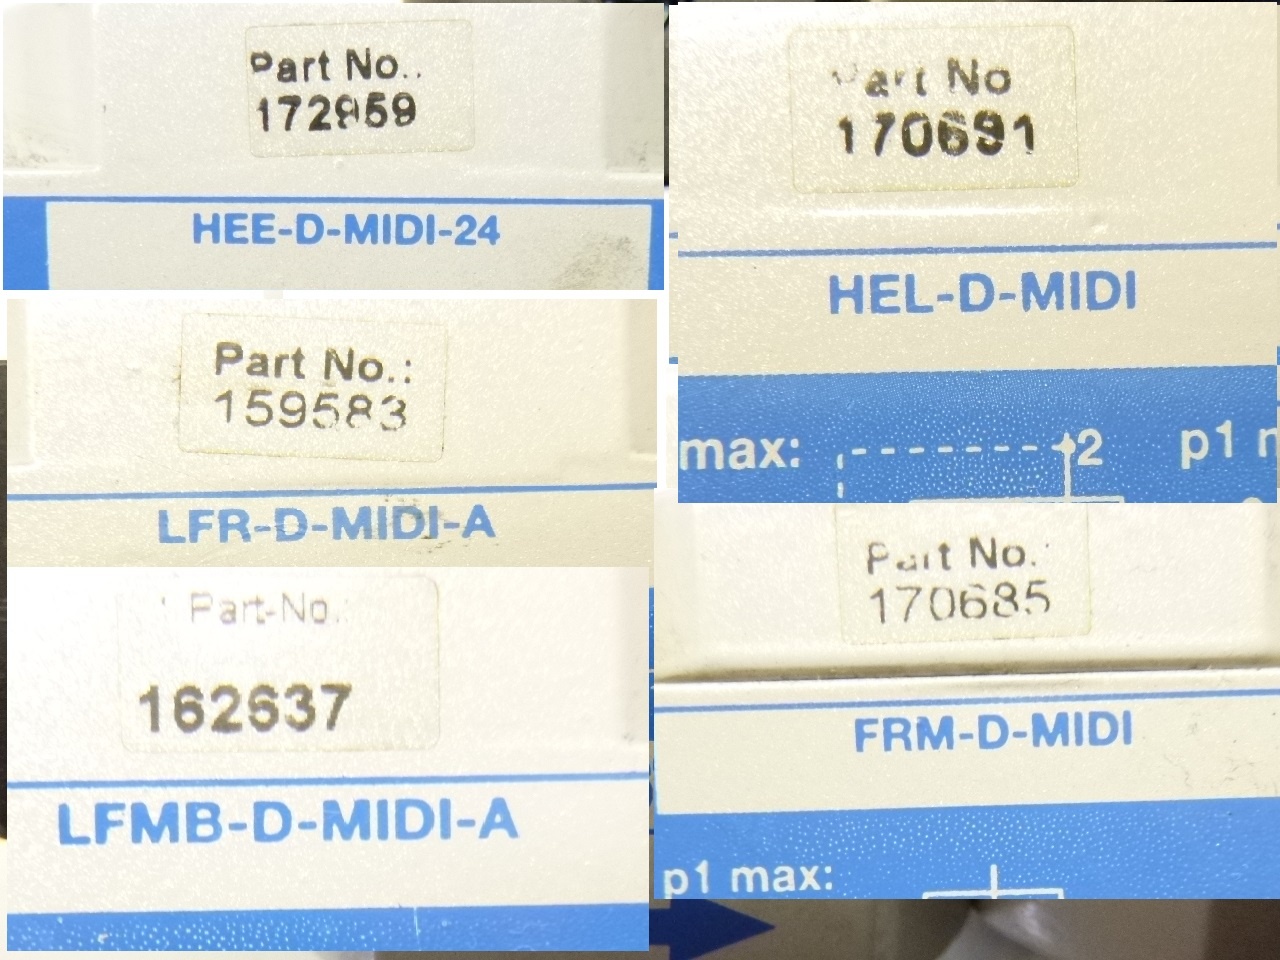 Part No..
172959
HEE-D-MIDI-24
Part No
170691
HEL-D-MIDI
max:
2
p1
Part No.:
159583
LFR-D-MIDI-A
Part-No.:
162637
LFMB-D-MIDI-A
Part No.:
170685
FRM-D-MIDI
p1 max: